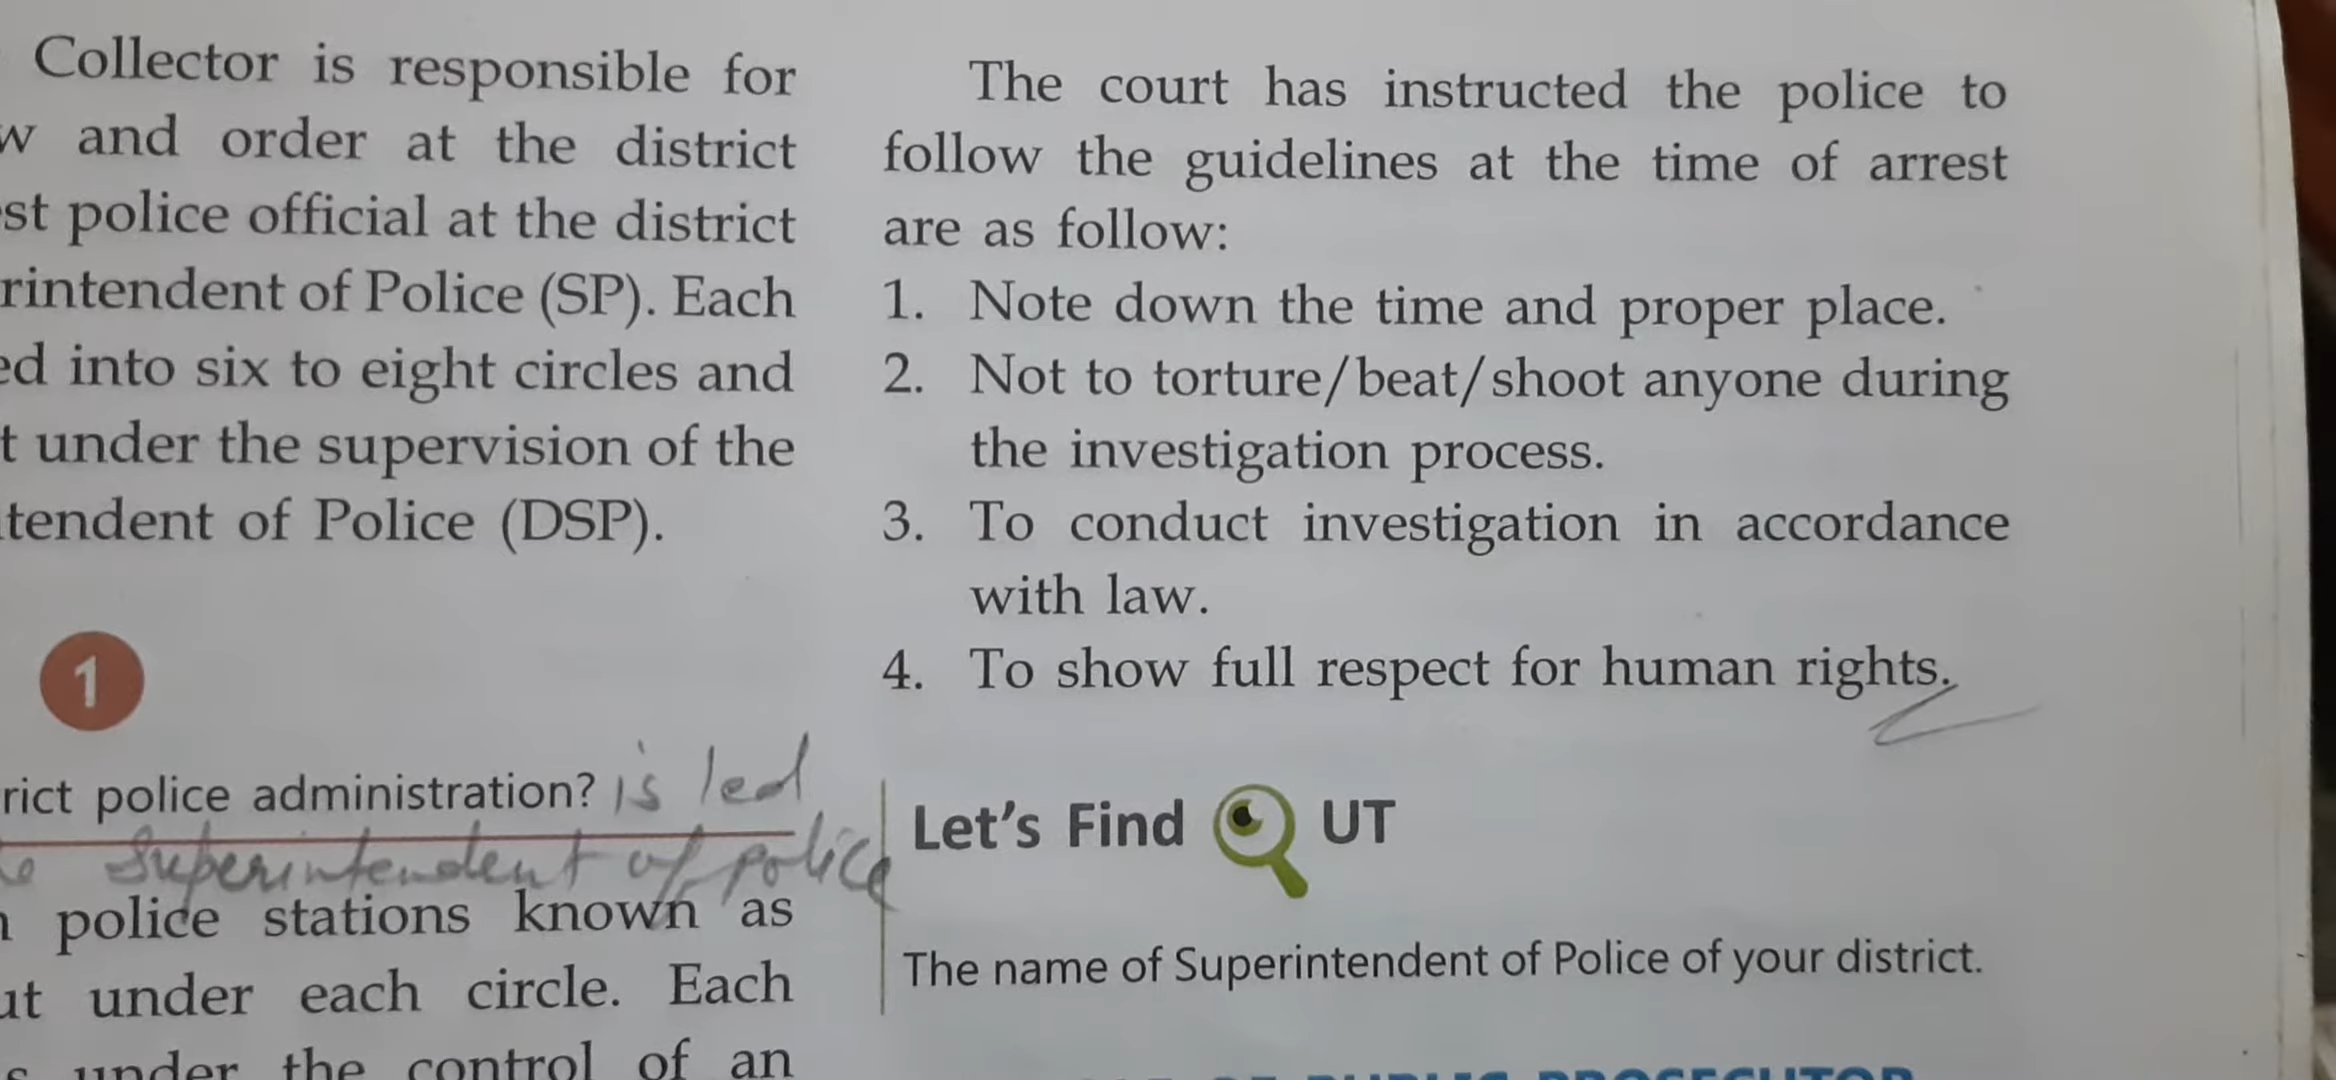 Collector is responsible for
and order at the district
police official at the district
of Police (SP). Each
into six to eight circles and
under the supervision of the
of Police (DSP).
1
police administration? is led
Superintendent of police
police stations known as
under each circle. Each
under the control of an
The court has instructed the police to
follow the guidelines at the time of arrest
are as follow:
1. Note down the time and proper place.
2. Not to torture/beat/shoot anyone during
the investigation process.
3. To conduct investigation in accordance
with law.
4. To show full respect for human rights.
Let's Find UT
The name of Superintendent of Police of your district.
OF PUBLIC PROSECUTOR